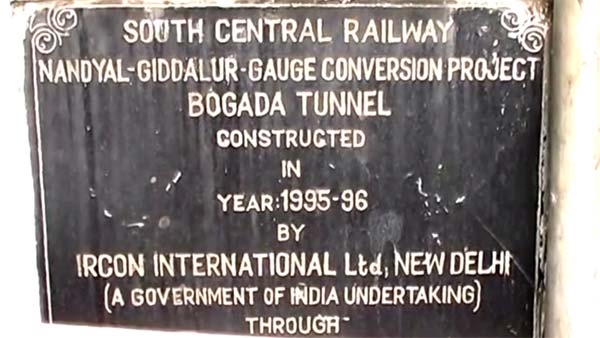 SOUTH CENTRAL RAILWAY
NANDYAL-GIDDALUR-GAUGE CONVERSION PROJECT
BOGADA TUNNEL
CONSTRUCTED
IN
YEAR:1995-96
BY
IRCON INTERNATIONAL Ltd, NEW DELHI
(A GOVERNMENT OF INDIA UNDERTAKING)
THROUGH